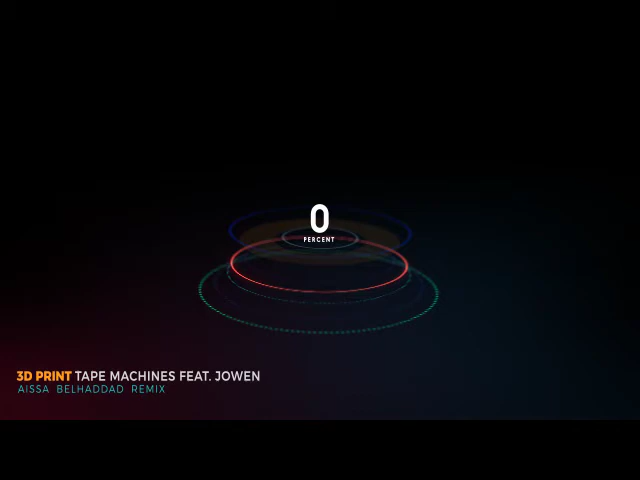 0
PERCENT
3D PRINT TAPE MACHINES FEAT. JOWEN
AISSA BELHADDAD REMIX